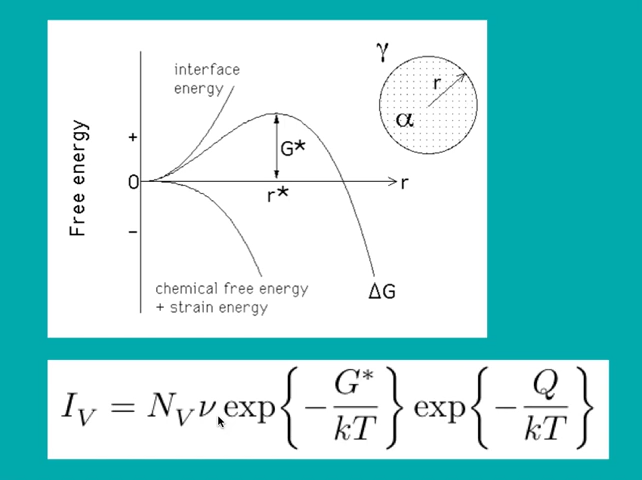 interface
energy
γ
r
α
Free energy
+
0
−
G*
r
r*
chemical free energy
+ strain energy
ΔG
I_V = N_V ν exp{ − G*/kT } exp{ − Q/kT }